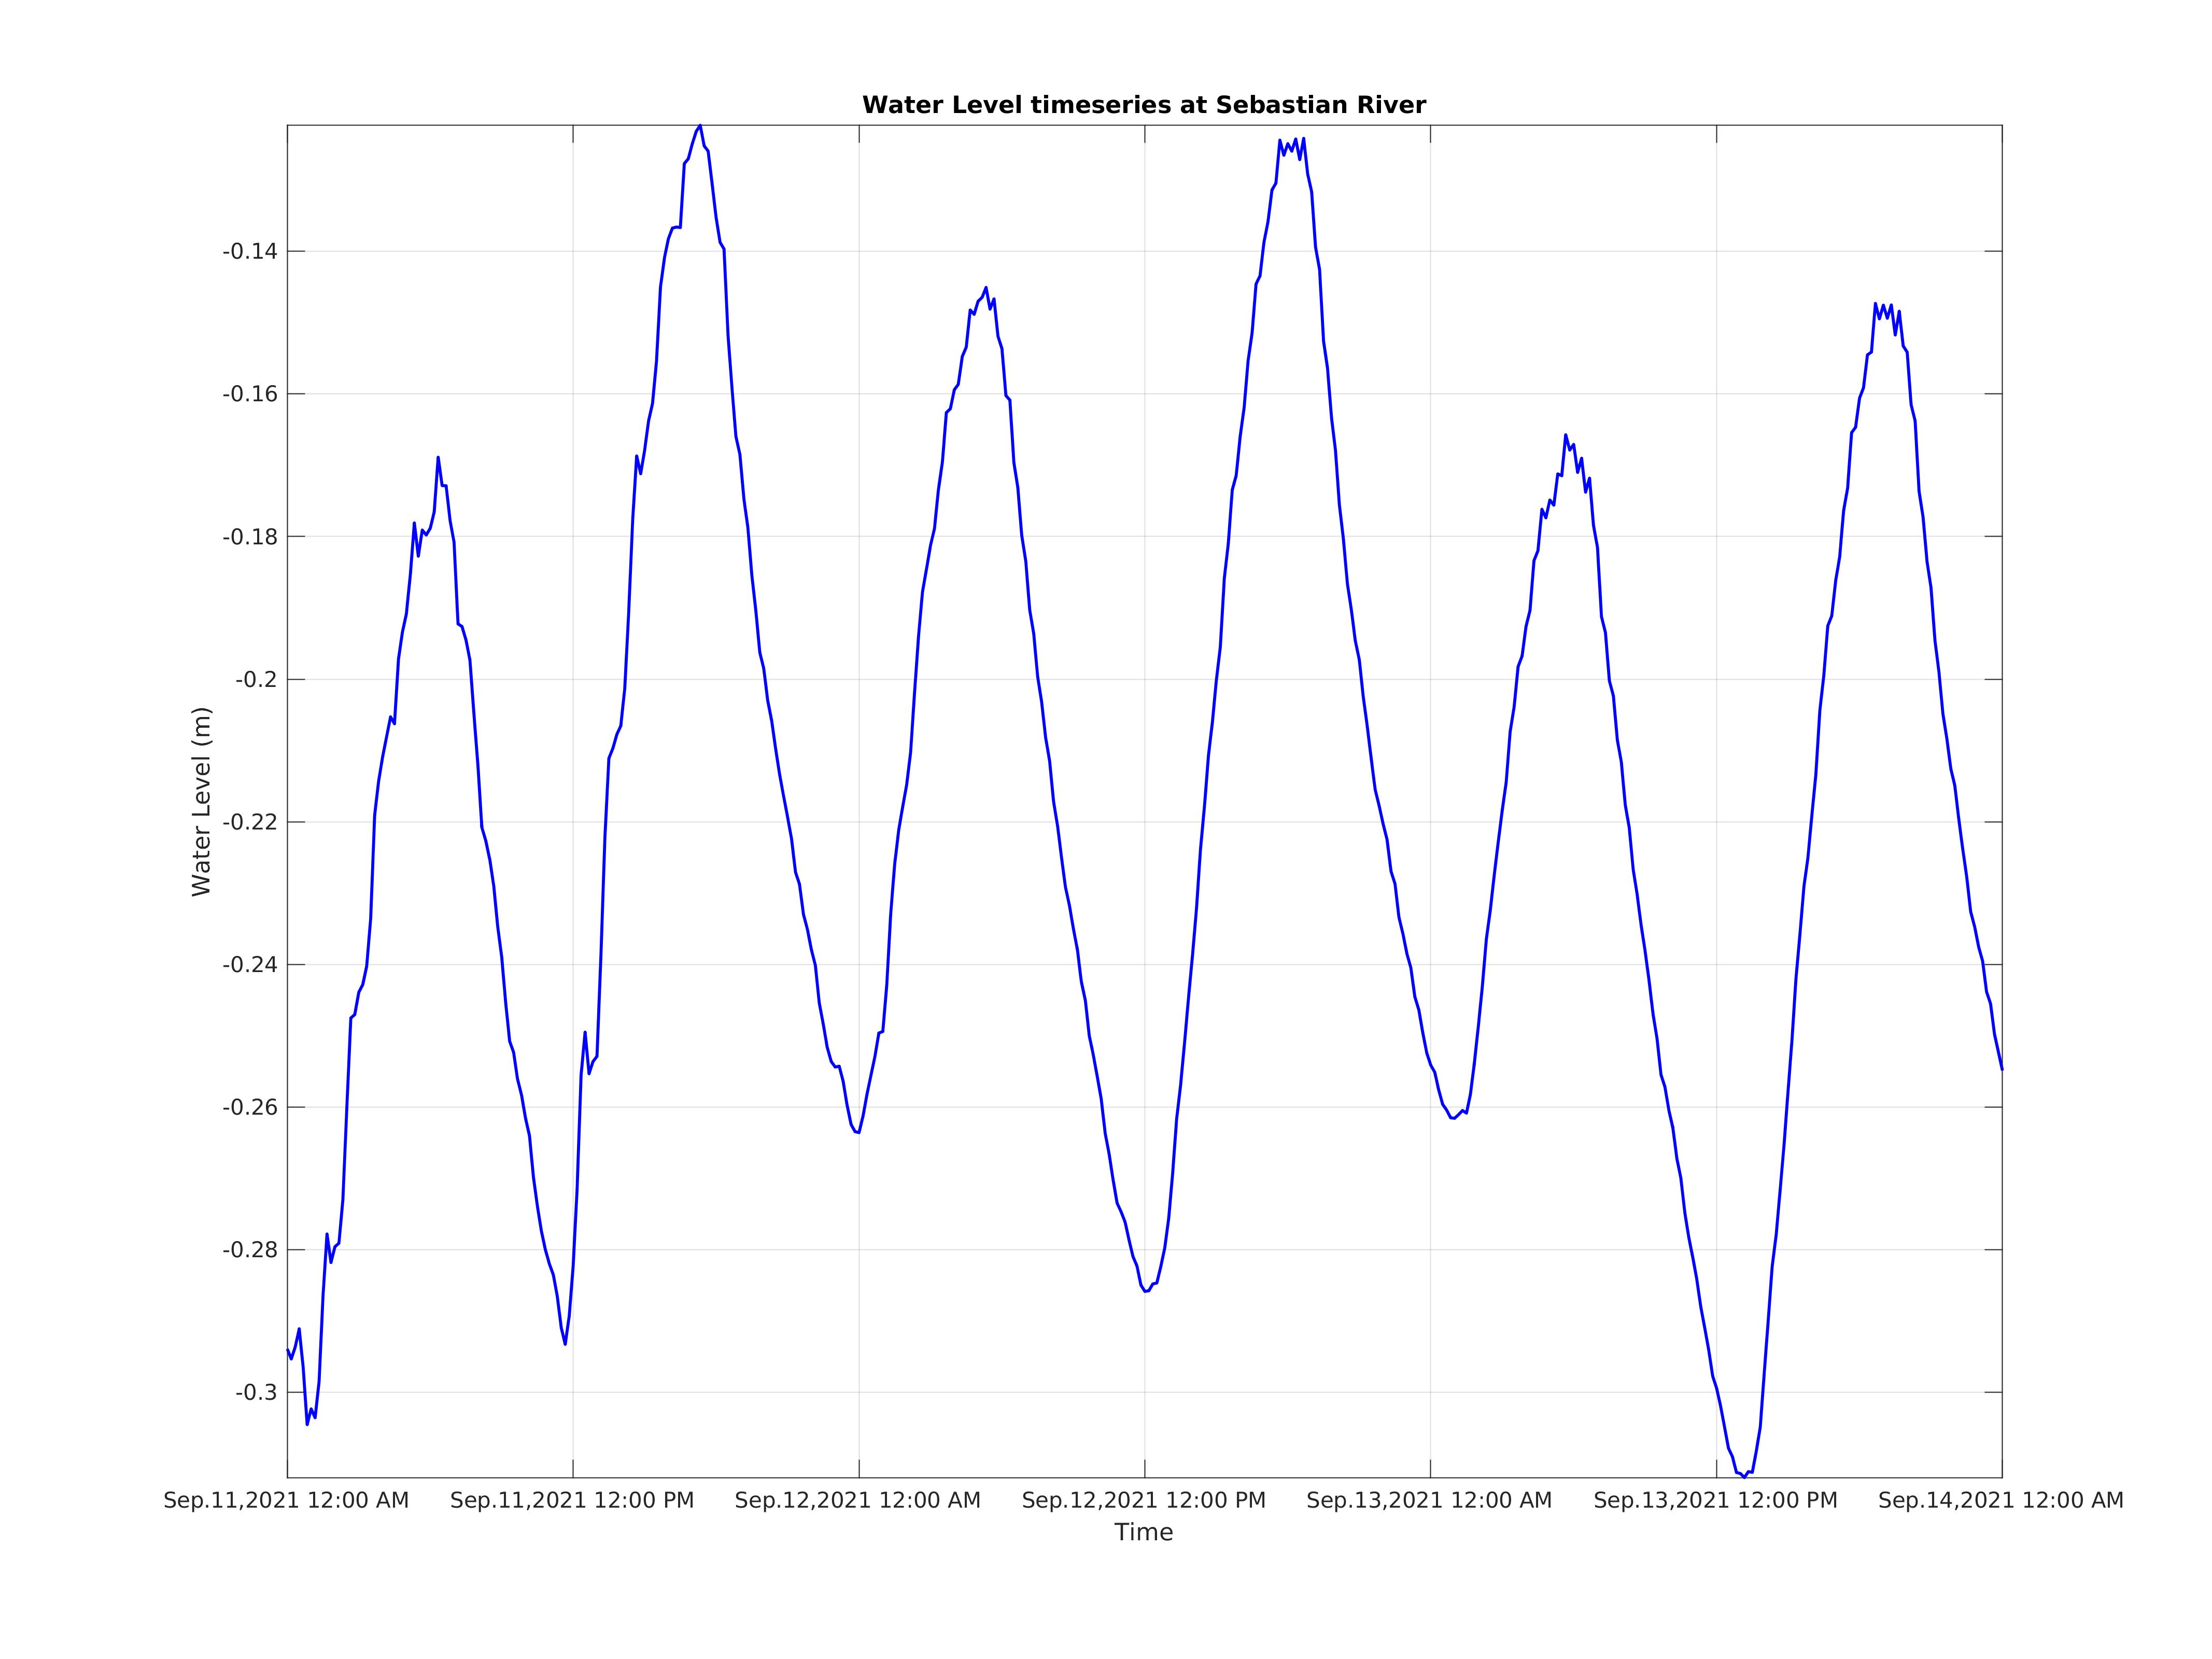 Water Level timeseries at Sebastian River
-0.14
-0.16
-0.18
-0.2
-0.22
-0.24
-0.26
-0.28
-0.3
Water Level (m)
Sep.11,2021 12:00 AM
Sep.11,2021 12:00 PM
Sep.12,2021 12:00 AM
Sep.12,2021 12:00 PM
Sep.13,2021 12:00 AM
Sep.13,2021 12:00 PM
Sep.14,2021 12:00 AM
Time